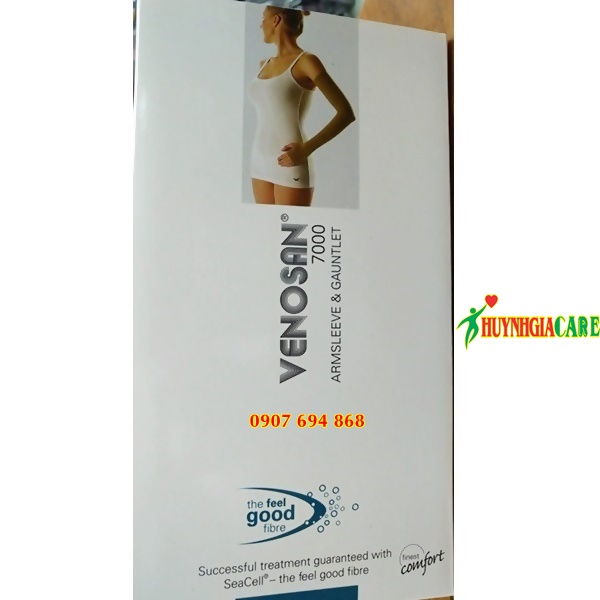 VENOSAN®
7000
ARMSLEEVE & GAUNTLET
HUYNHGIACARE
0907 694 868
the feel
good
fibre
Successful treatment guaranteed with
SeaCell® – the feel good fibre
finest
comfort